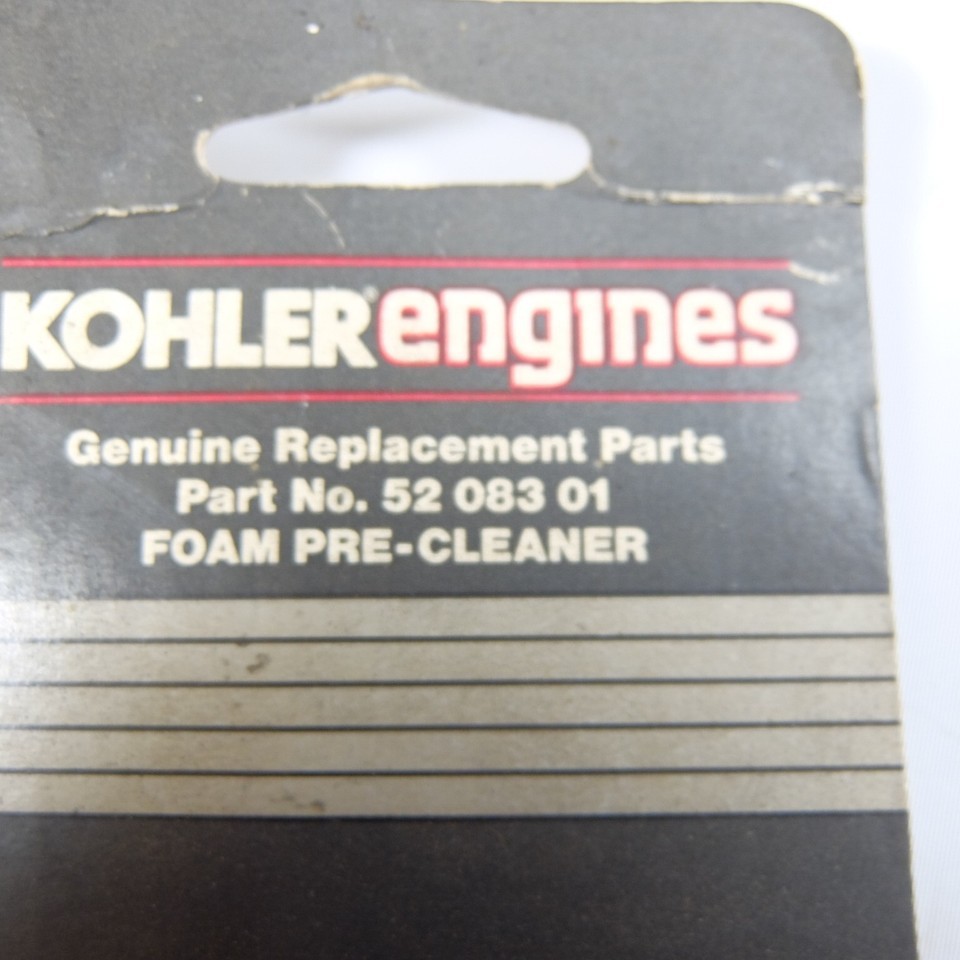 KOHLER® engines
Genuine Replacement Parts
Part No. 52 083 01
FOAM PRE-CLEANER